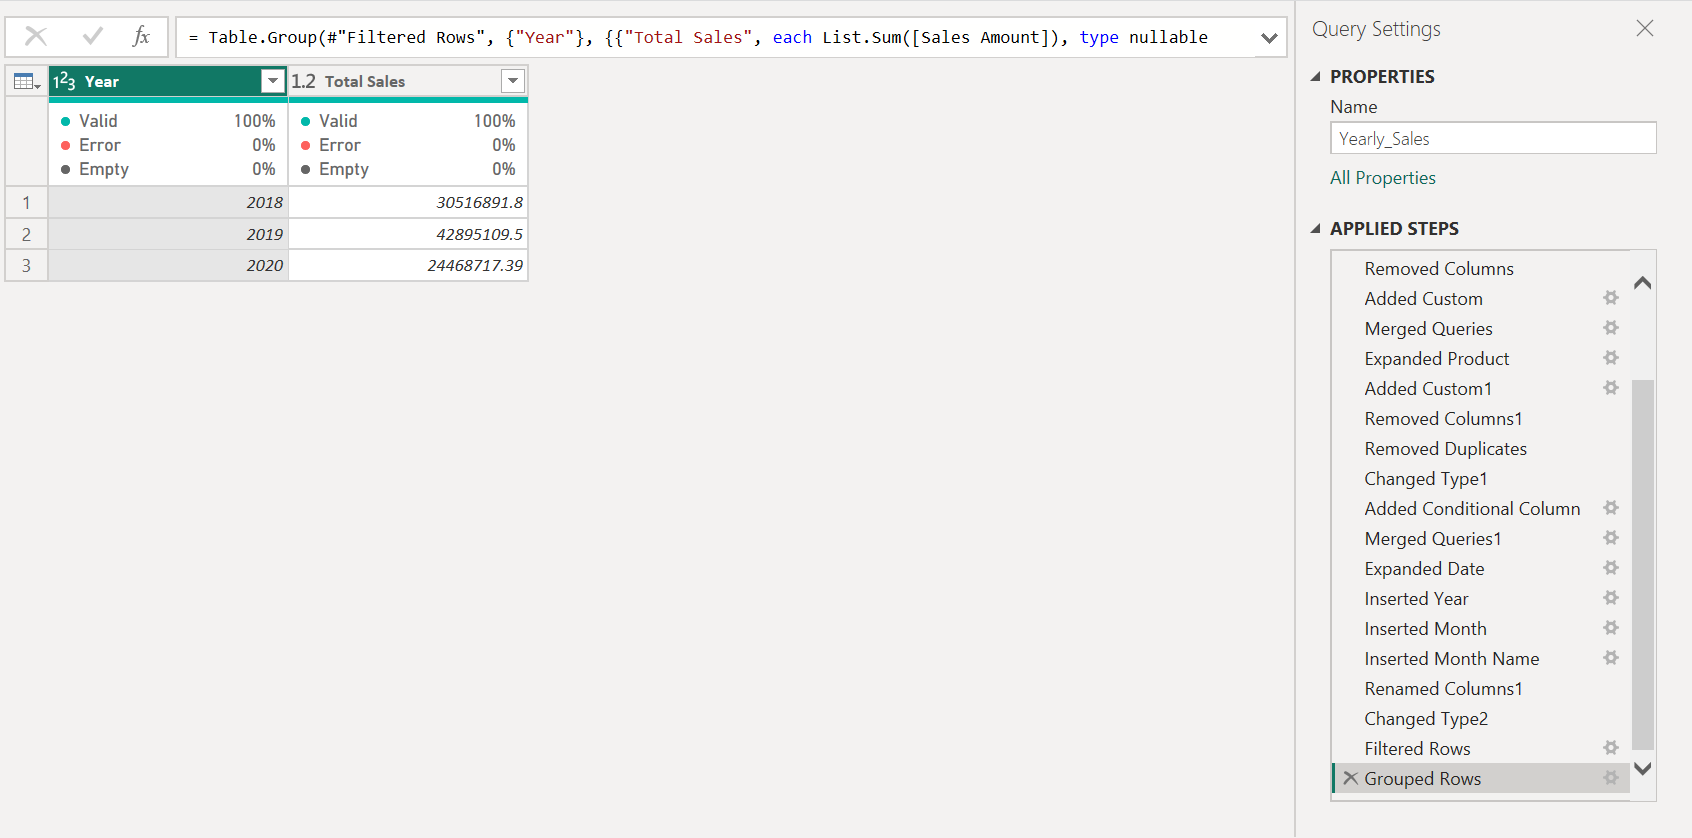 fx = Table.Group(#"Filtered Rows", {"Year"}, {{"Total Sales", each List.Sum([Sales Amount]), type nullable
1²3 Year 1.2 Total Sales
Valid 100% Valid 100%
Error 0% Error 0%
Empty 0% Empty 0%
1 2018 30516891.8
2 2019 42895109.5
3 2020 24468717.39
Query Settings
PROPERTIES
Name
Yearly_Sales
All Properties
APPLIED STEPS
Removed Columns
Added Custom
Merged Queries
Expanded Product
Added Custom1
Removed Columns1
Removed Duplicates
Changed Type1
Added Conditional Column
Merged Queries1
Expanded Date
Inserted Year
Inserted Month
Inserted Month Name
Renamed Columns1
Changed Type2
Filtered Rows
Grouped Rows